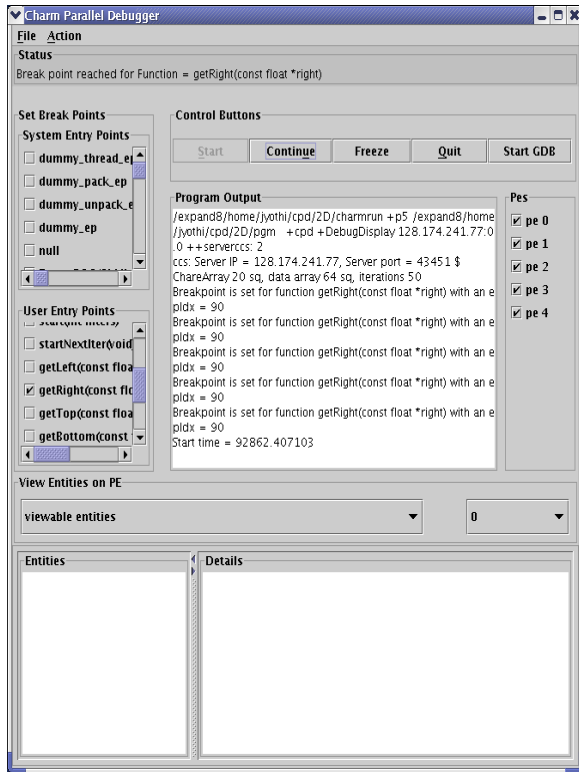 Charm Parallel Debugger
File Action
Status
Break point reached for Function = getRight(const float *right)
Set Break Points
System Entry Points
dummy_thread_ep
dummy_pack_ep
dummy_unpack_e
dummy_ep
null
User Entry Points
start(int iters)
startNextIter(void
getLeft(const floa
getRight(const flo
getTop(const floa
getBottom(const
Control Buttons
Start Continue Freeze Quit Start GDB
Program Output
/expand8/home/jyothi/cpd/2D/charmrun +p5 /expand8/home
/jyothi/cpd/2D/pgm +cpd +DebugDisplay 128.174.241.77:0
.0 ++serverccs: 2
ccs: Server IP = 128.174.241.77, Server port = 43451 $
ChareArray 20 sq, data array 64 sq, iterations 50
Breakpoint is set for function getRight(const float *right) with an e
pIdx = 90
Breakpoint is set for function getRight(const float *right) with an e
pIdx = 90
Breakpoint is set for function getRight(const float *right) with an e
pIdx = 90
Breakpoint is set for function getRight(const float *right) with an e
pIdx = 90
Breakpoint is set for function getRight(const float *right) with an e
pIdx = 90
Start time = 92862.407103
Pes
pe 0
pe 1
pe 2
pe 3
pe 4
View Entities on PE
viewable entities
0
Entities
Details